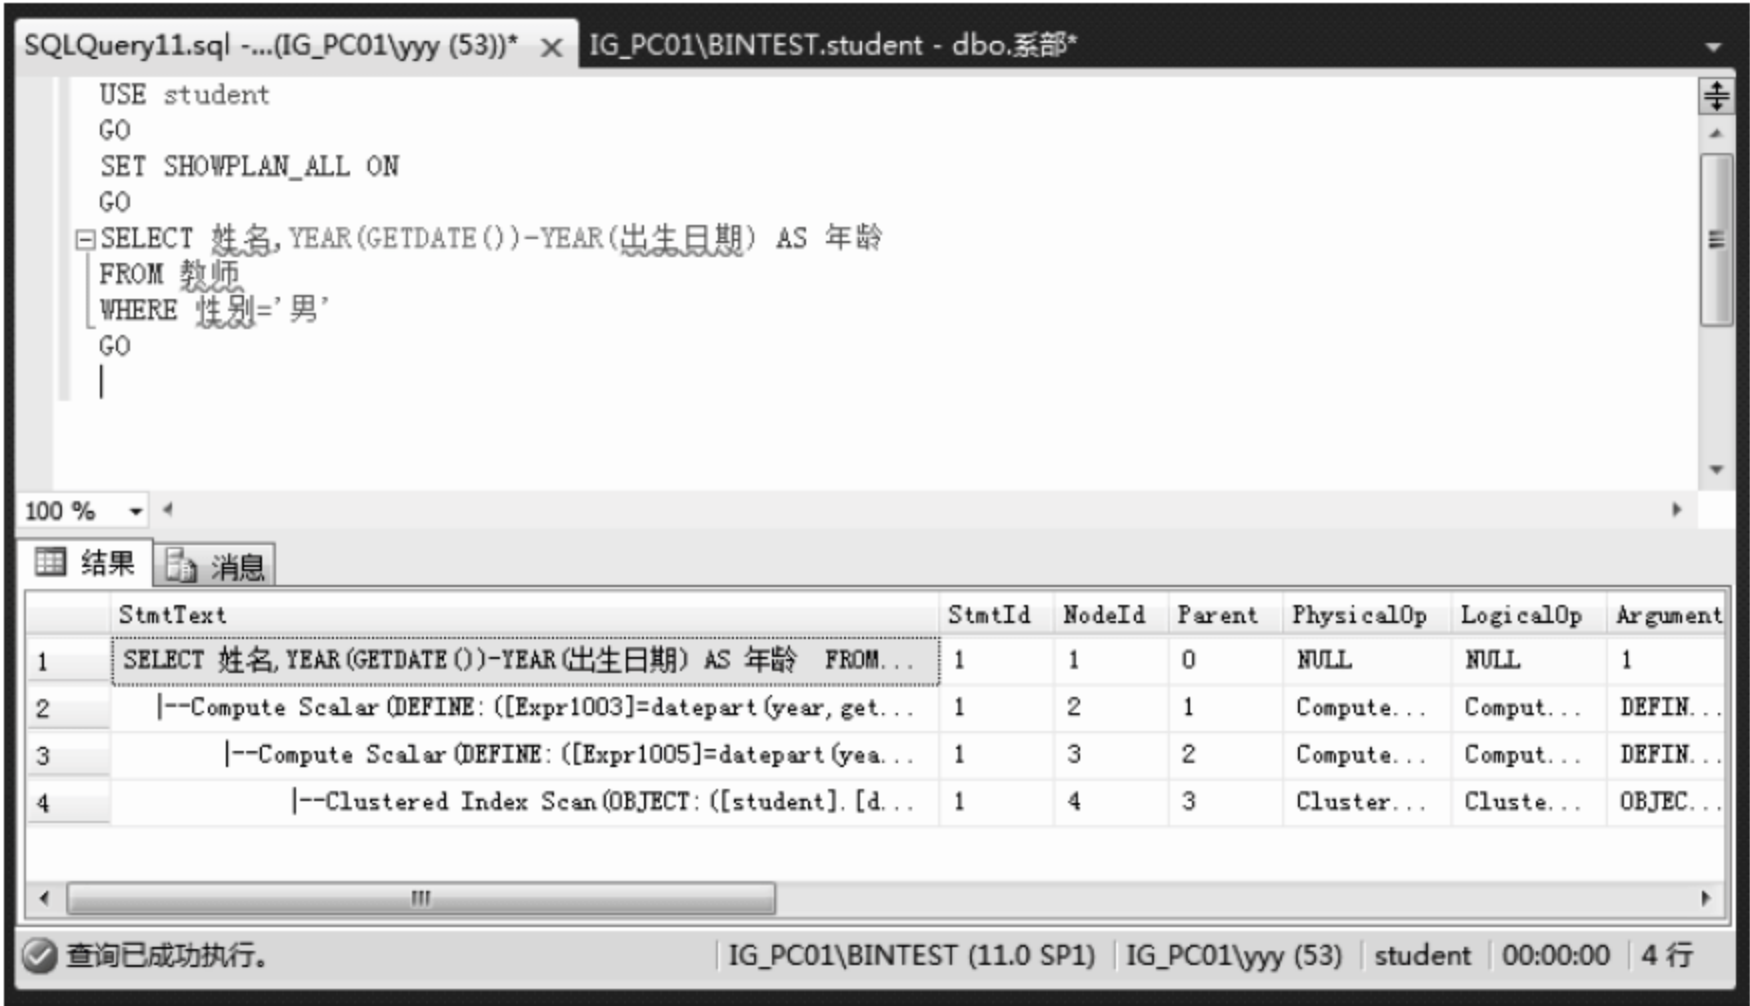 SQLQuery11.sql -...(IG_PC01\yyy (53))* IG_PC01\BINTEST.student - dbo.系部*
USE student
GO
SET SHOWPLAN_ALL ON
GO
SELECT 姓名,YEAR(GETDATE())-YEAR(出生日期) AS 年龄
FROM 教师
WHERE 性别='男'
GO
100 %
结果 消息
StmtText StmtId NodeId Parent PhysicalOp LogicalOp Argument
1 SELECT 姓名,YEAR(GETDATE())-YEAR(出生日期) AS 年龄 FROM... 1 1 0 NULL NULL 1
2 |--Compute Scalar(DEFINE:([Expr1003]=datepart(year,get... 1 2 1 Compute... Comput... DEFIN...
3 |--Compute Scalar(DEFINE:([Expr1005]=datepart(yea... 1 3 2 Compute... Comput... DEFIN...
4 |--Clustered Index Scan(OBJECT:([student].[d... 1 4 3 Cluster... Cluste... OBJEC...
查询已成功执行。 IG_PC01\BINTEST (11.0 SP1) IG_PC01\yyy (53) student 00:00:00 4 行